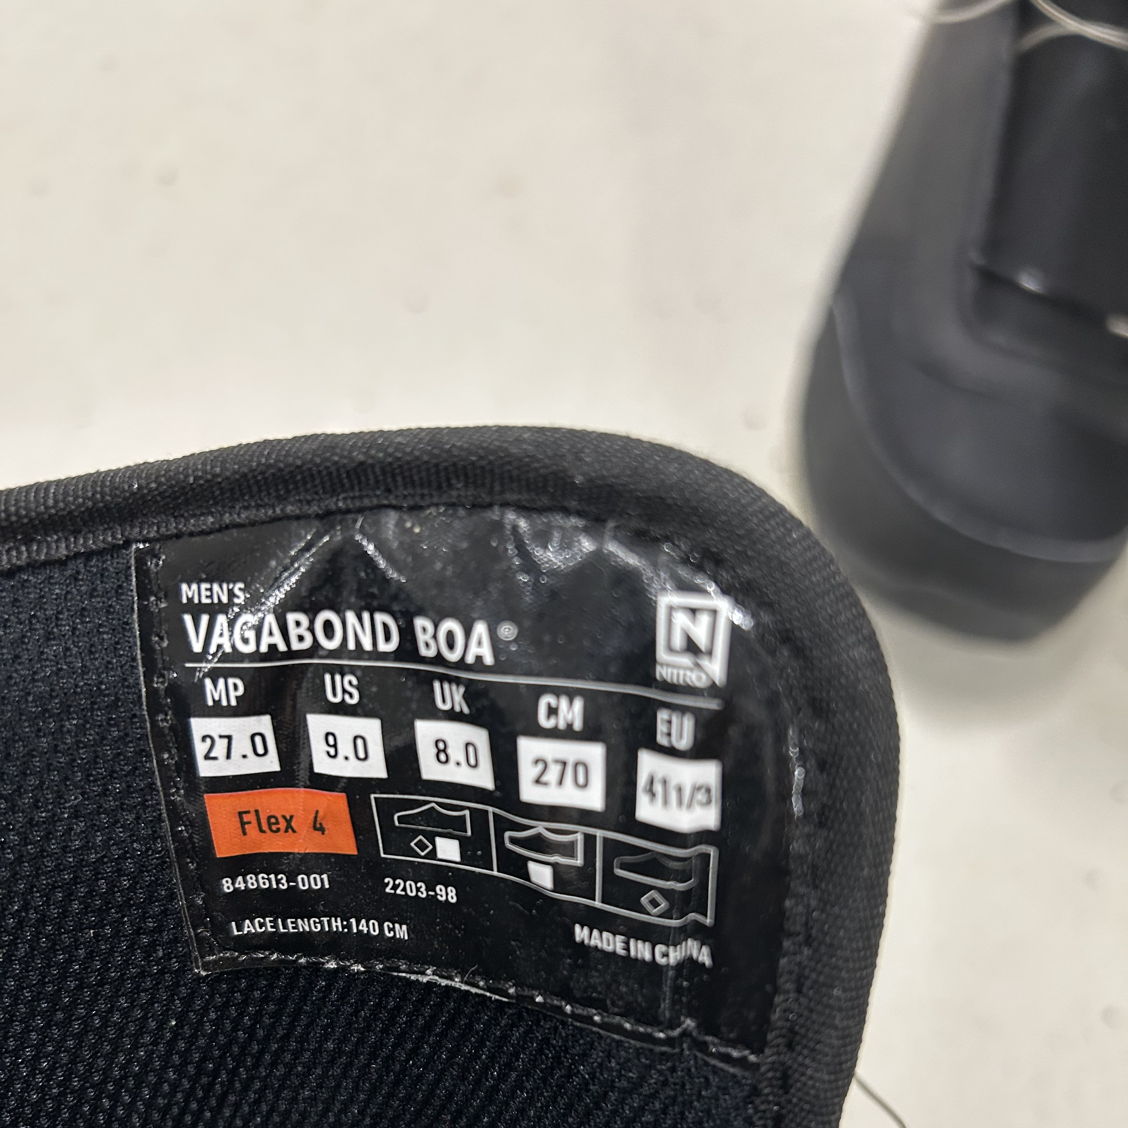 MEN'S
VAGABOND BOA®
N
NITRO
MP US UK CM EU
27.0 9.0 8.0 270 41 1/3
Flex 4
848613-001 2203-98
LACE LENGTH: 140 CM
MADE IN CHINA